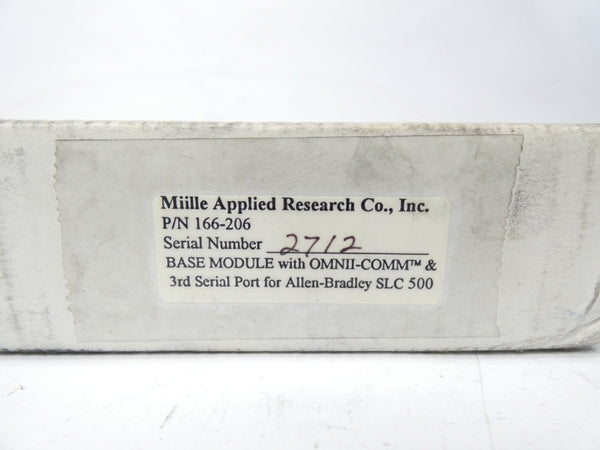 Miille Applied Research Co., Inc.
P/N 166-206
Serial Number 2712
BASE MODULE with OMNII-COMM™ &
3rd Serial Port for Allen-Bradley SLC 500